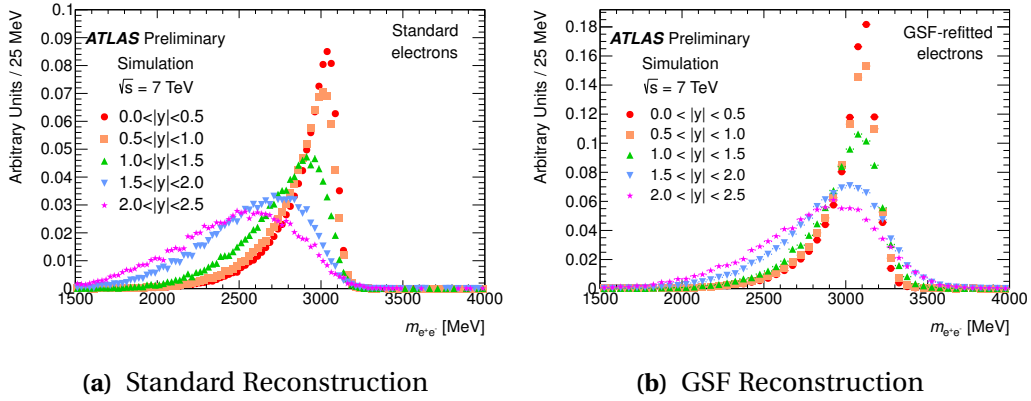 Arbitrary Units / 25 MeV
0.1
0.09
0.08
0.07
0.06
0.05
0.04
0.03
0.02
0.01
0
ATLAS Preliminary
Simulation
√s = 7 TeV
0.0<|y|<0.5
0.5<|y|<1.0
1.0<|y|<1.5
1.5<|y|<2.0
2.0<|y|<2.5
Standard
electrons
1500 2000 2500 3000 3500 4000
m_{e⁺e⁻} [MeV]
(a) Standard Reconstruction
Arbitrary Units / 25 MeV
0.18
0.16
0.14
0.12
0.10
0.08
0.06
0.04
0.02
0
ATLAS Preliminary
Simulation
√s = 7 TeV
0.0 < |y| < 0.5
0.5 < |y| < 1.0
1.0 < |y| < 1.5
1.5 < |y| < 2.0
2.0 < |y| < 2.5
GSF-refitted
electrons
1500 2000 2500 3000 3500 4000
m_{e⁺e⁻} [MeV]
(b) GSF Reconstruction